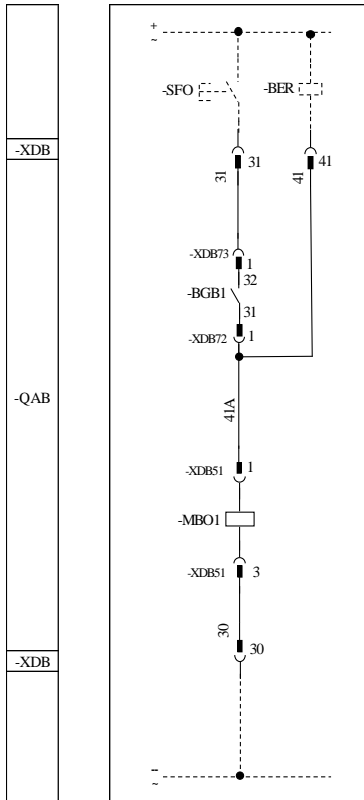 +
~
-SFO
-BER
-XDB
31
41
31
41
-XDB73
1
32
-BGB1
31
-XDB72
1
-QAB
41A
-XDB51
1
-MBO1
-XDB51
3
30
30
-XDB
--
~